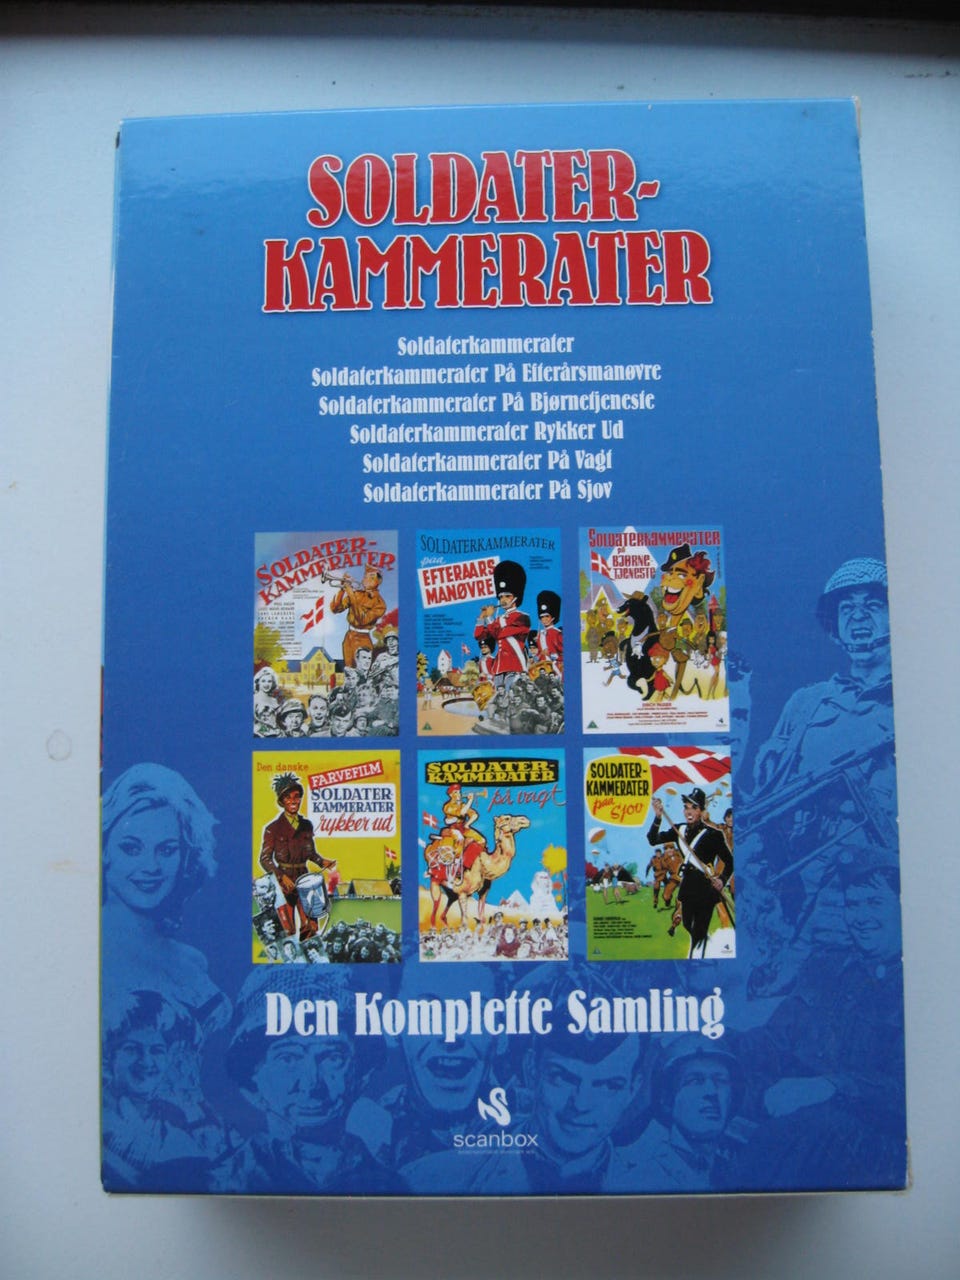 SOLDATER-
KAMMERATER
Soldaterkammerater
Soldaterkammerater På Efterårsmanøvre
Soldaterkammerater På Bjørnetjeneste
Soldaterkammerater Rykker Ud
Soldaterkammerater På Vagt
Soldaterkammerater På Sjov
SOLDATER-
KAMMERATER
SOLDATERKAMMERATER
paa
EFTERAARS
MANØVRE
SOLDATERKAMMERATER
på
BJØRNE
TJENESTE
Den danske
FARVEFILM
SOLDATER
KAMMERATER
rykker ud
SOLDATER-
KAMMERATER
på vagt
SOLDATER-
KAMMERATER
paa
sjov
Den Komplette Samling
scanbox